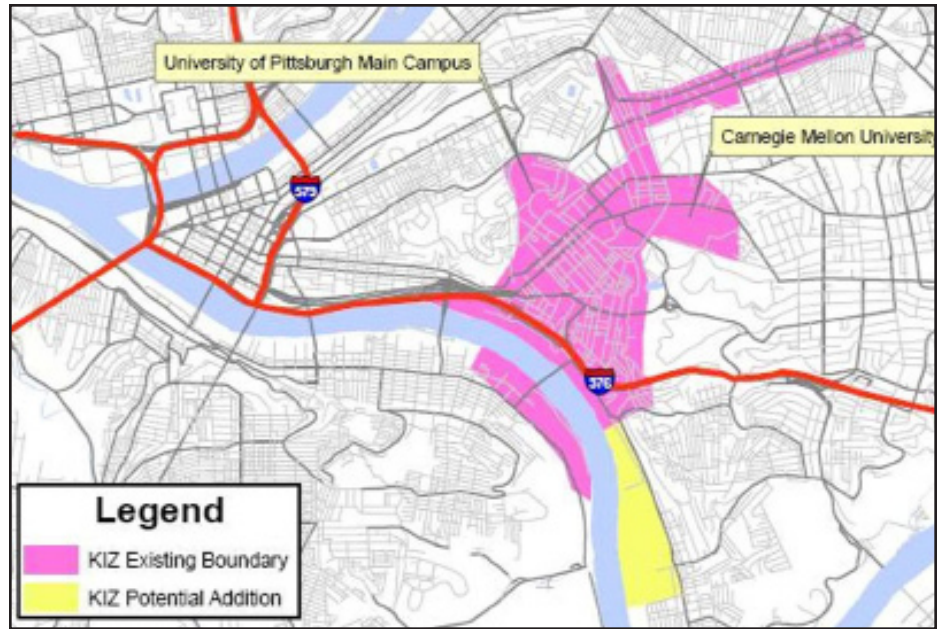 University of Pittsburgh Main Campus
Carnegie Mellon University
579
376
Legend
KIZ Existing Boundary
KIZ Potential Addition